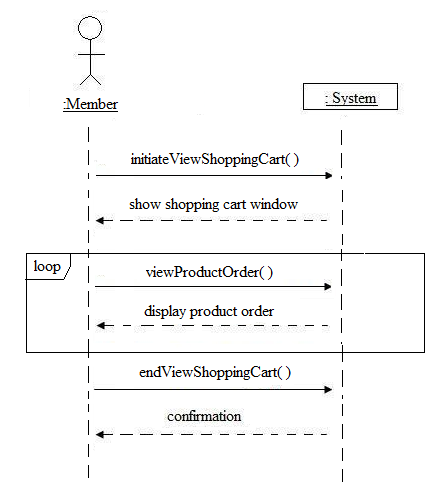 :Member
: System
initiateViewShoppingCart( )
show shopping cart window
loop
viewProductOrder( )
display product order
endViewShoppingCart( )
confirmation